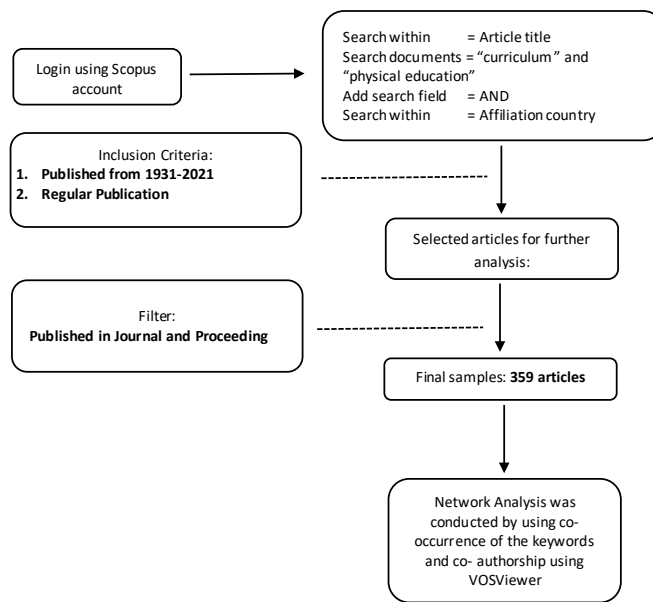 Login using Scopus
account
Search within = Article title
Search documents = “curriculum” and
“physical education”
Add search field = AND
Search within = Affiliation country
Inclusion Criteria:
1. Published from 1931-2021
2. Regular Publication
Selected articles for further
analysis:
Filter:
Published in Journal and Proceeding
Final samples: 359 articles
Network Analysis was
conducted by using co-
occurrence of the keywords
and co- authorship using
VOSViewer